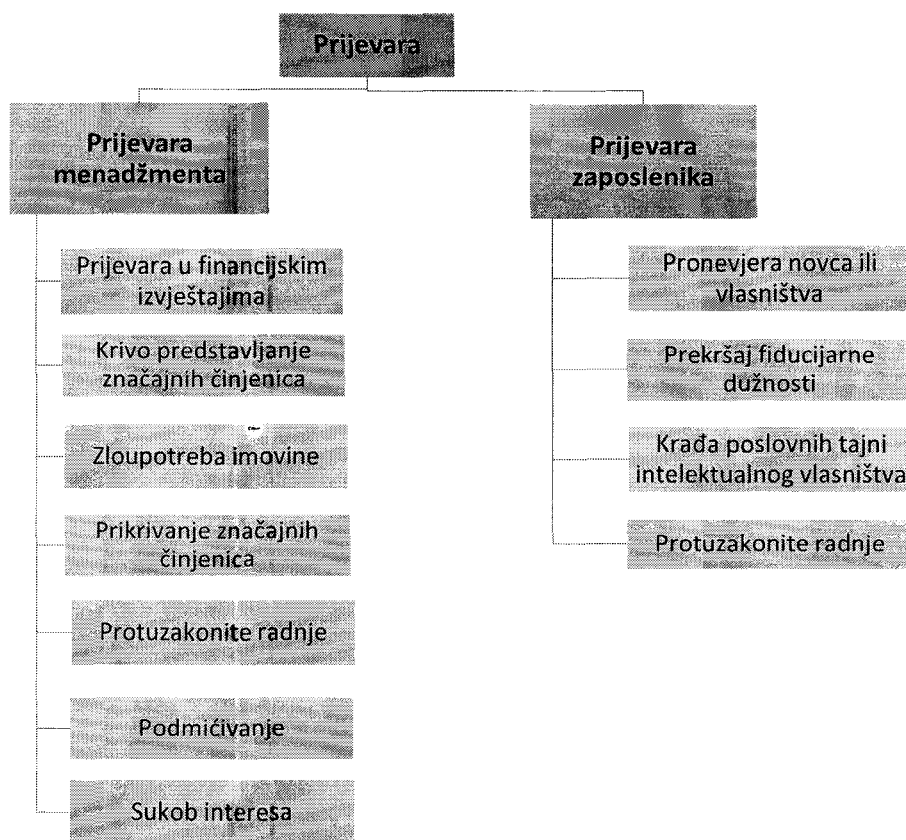 Prijevara
Prijevara
menadžmenta
Prijevara u financijskim
izvještajima
Krivo predstavljanje
značajnih činjenica
Zloupotreba imovine
Prikrivanje značajnih
činjenica
Protuzakonite radnje
Podmićivanje
Sukob interesa
Prijevara
zaposlenika
Pronevjera novca ili
vlasništva
Prekršaj fiducijarne
dužnosti
Krađa poslovnih tajni
intelektualnog vlasništva
Protuzakonite radnje